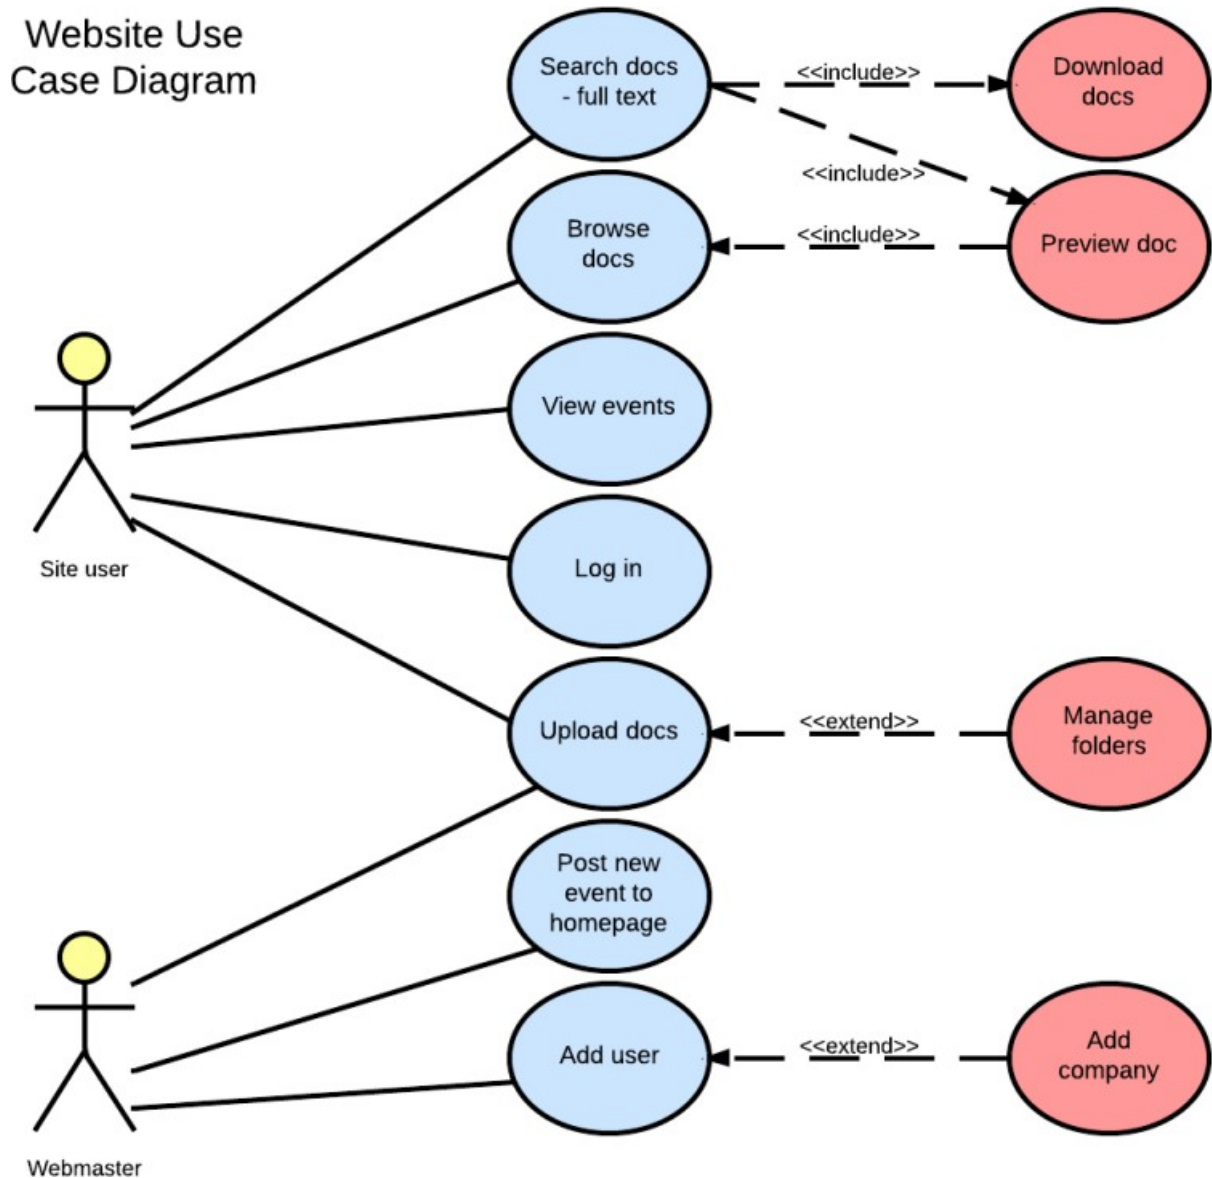 Website Use
Case Diagram
Search docs
- full text
<<include>>
Download
docs
<<include>>
Browse
docs
<<include>>
Preview doc
View events
Site user
Log in
Upload docs
<<extend>>
Manage
folders
Post new
event to
homepage
Webmaster
Add user
<<extend>>
Add
company